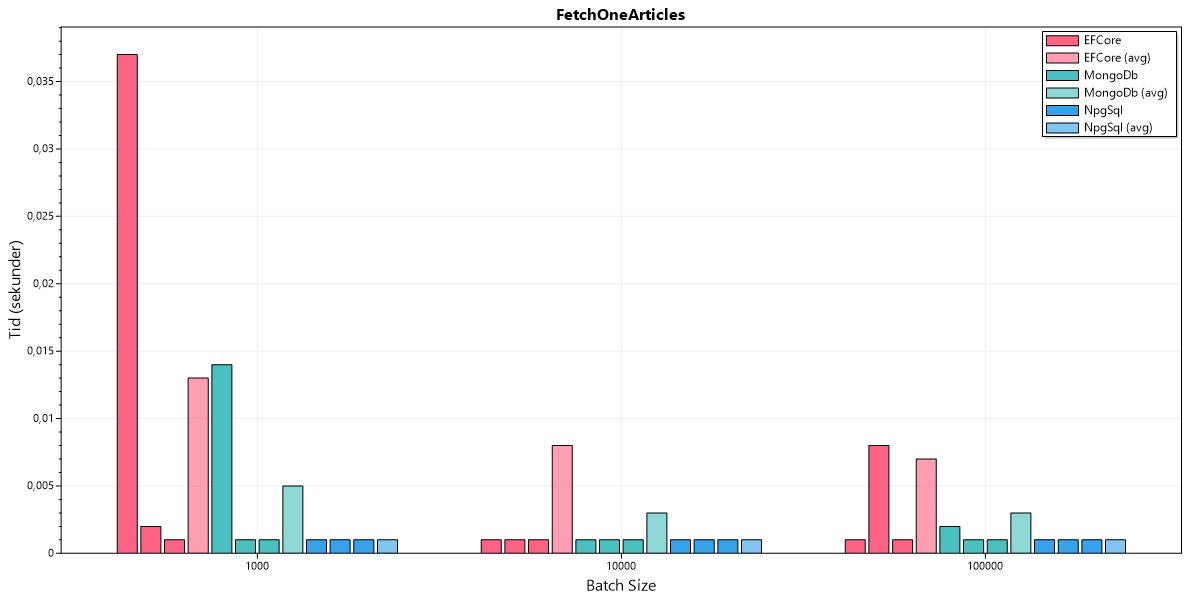 FetchOneArticles
EFCore
EFCore (avg)
MongoDb
MongoDb (avg)
NpgSql
NpgSql (avg)
Tid (sekunder)
0,035
0,03
0,025
0,02
0,015
0,01
0,005
0
1000
10000
100000
Batch Size